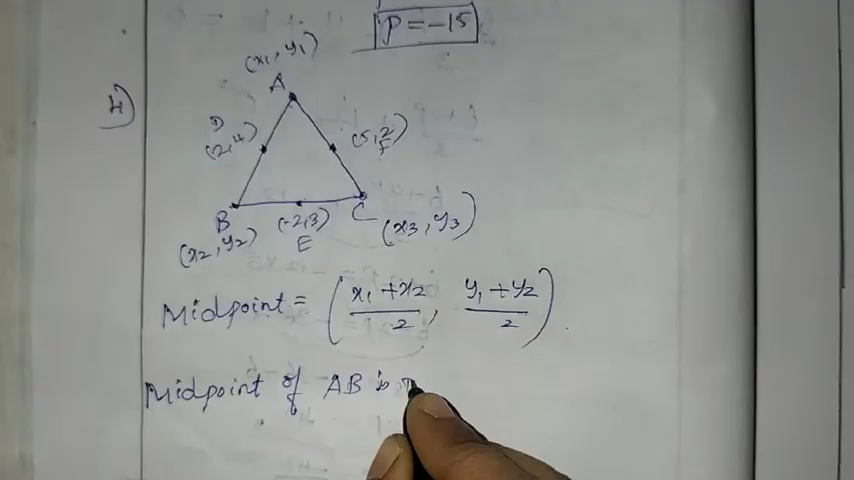 P = -15
4)
(x1, y1)
A
D
(2,4)
(5,2)
F
B
(-2,3)
C
(x3, y3)
(x2, y2)
E
Midpoint = ( x1 + x2 / 2 , y1 + y2 / 2 ) .
Midpoint of AB is